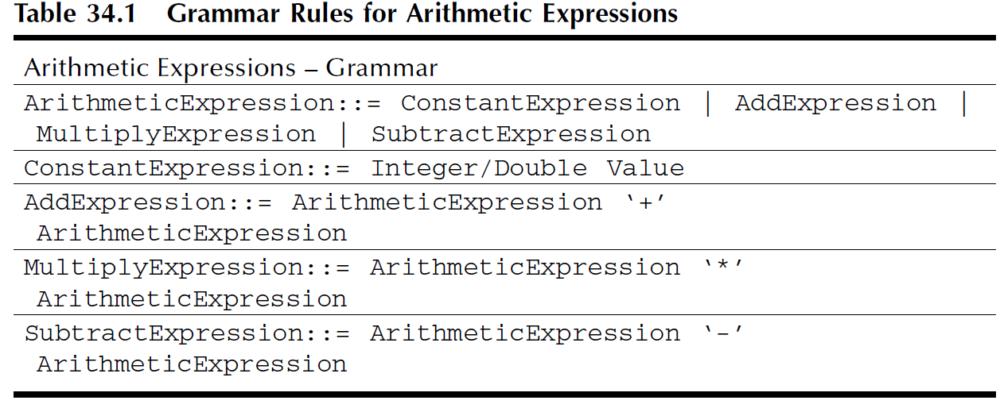 Table 34.1 Grammar Rules for Arithmetic Expressions
Arithmetic Expressions – Grammar
ArithmeticExpression::= ConstantExpression | AddExpression |
MultiplyExpression | SubtractExpression
ConstantExpression::= Integer/Double Value
AddExpression::= ArithmeticExpression ‘+’
ArithmeticExpression
MultiplyExpression::= ArithmeticExpression ‘*’
ArithmeticExpression
SubtractExpression::= ArithmeticExpression ‘-’
ArithmeticExpression